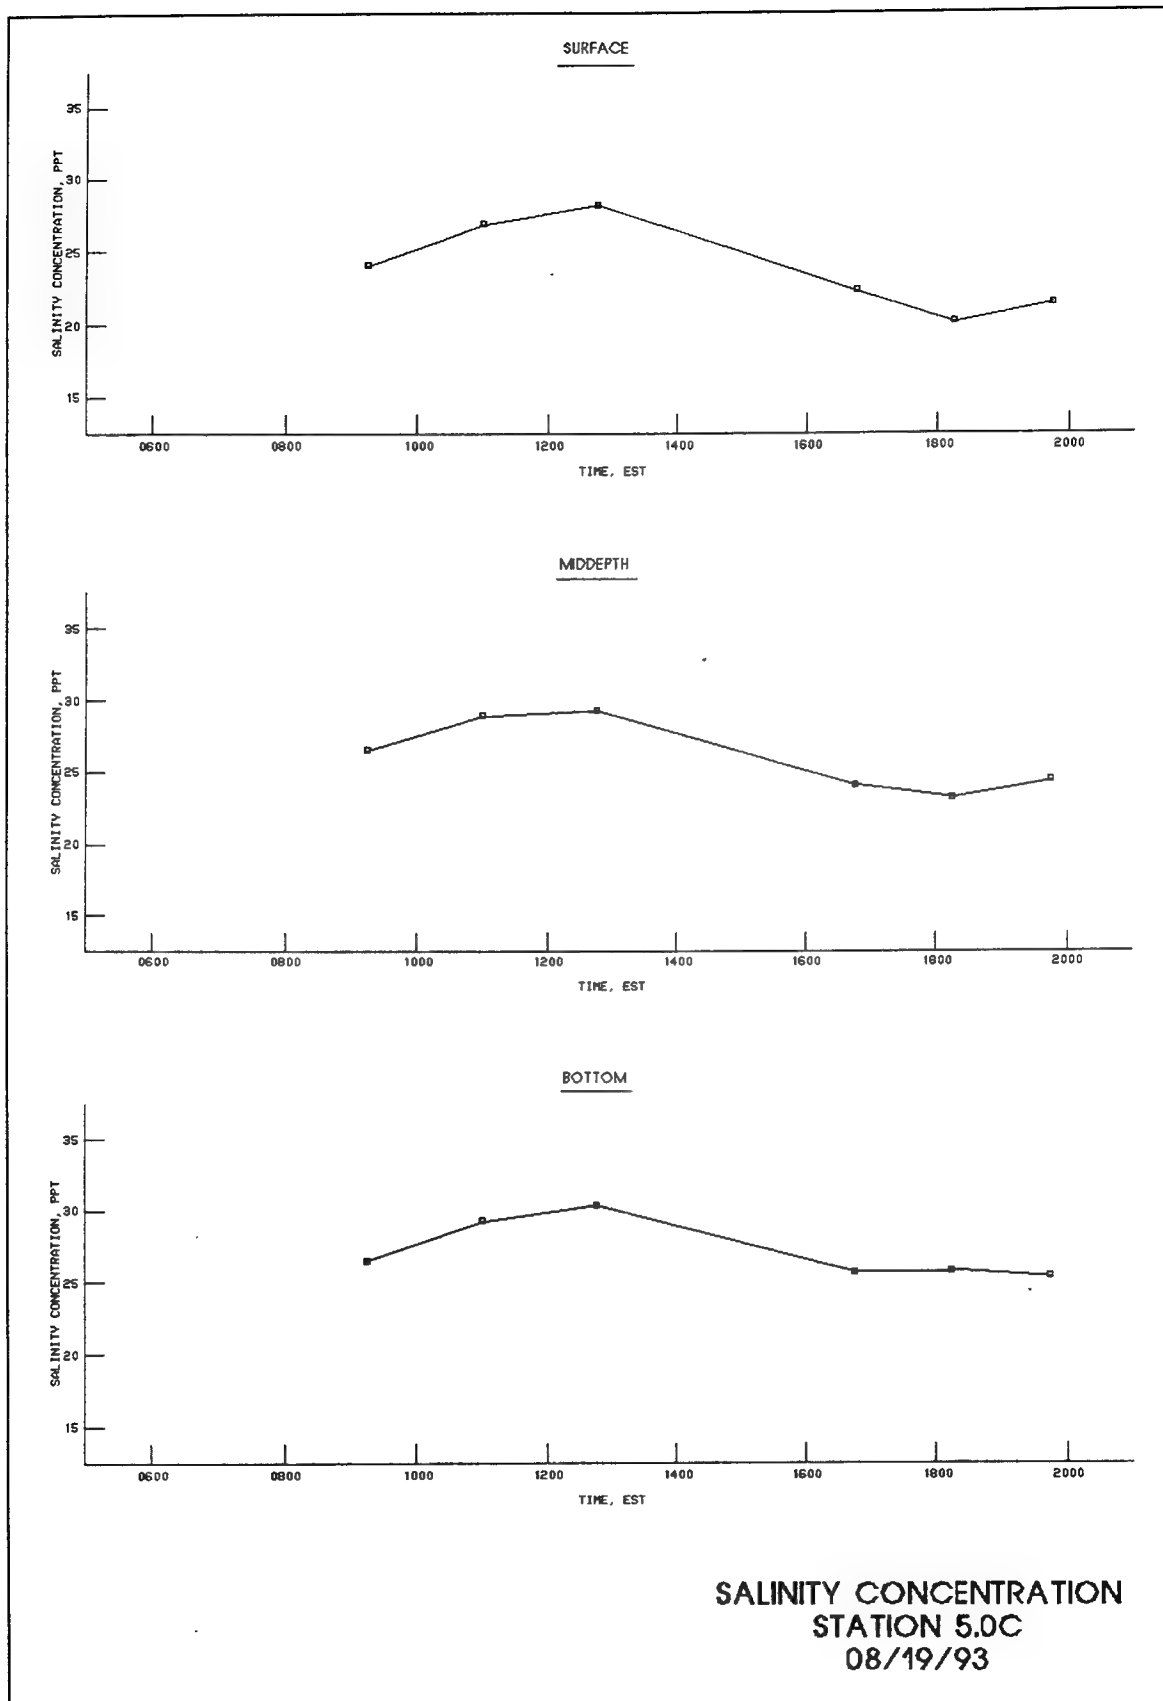 SURFACE
35
30
25
20
15
SALINITY CONCENTRATION, PPT
0600 0800 1000 1200 1400 1600 1800 2000
TIME, EST
MIDDEPTH
35
30
25
20
15
SALINITY CONCENTRATION, PPT
0600 0800 1000 1200 1400 1600 1800 2000
TIME, EST
BOTTOM
35
30
25
20
15
SALINITY CONCENTRATION, PPT
0600 0800 1000 1200 1400 1600 1800 2000
TIME, EST
SALINITY CONCENTRATION
STATION 5.0C
08/19/93